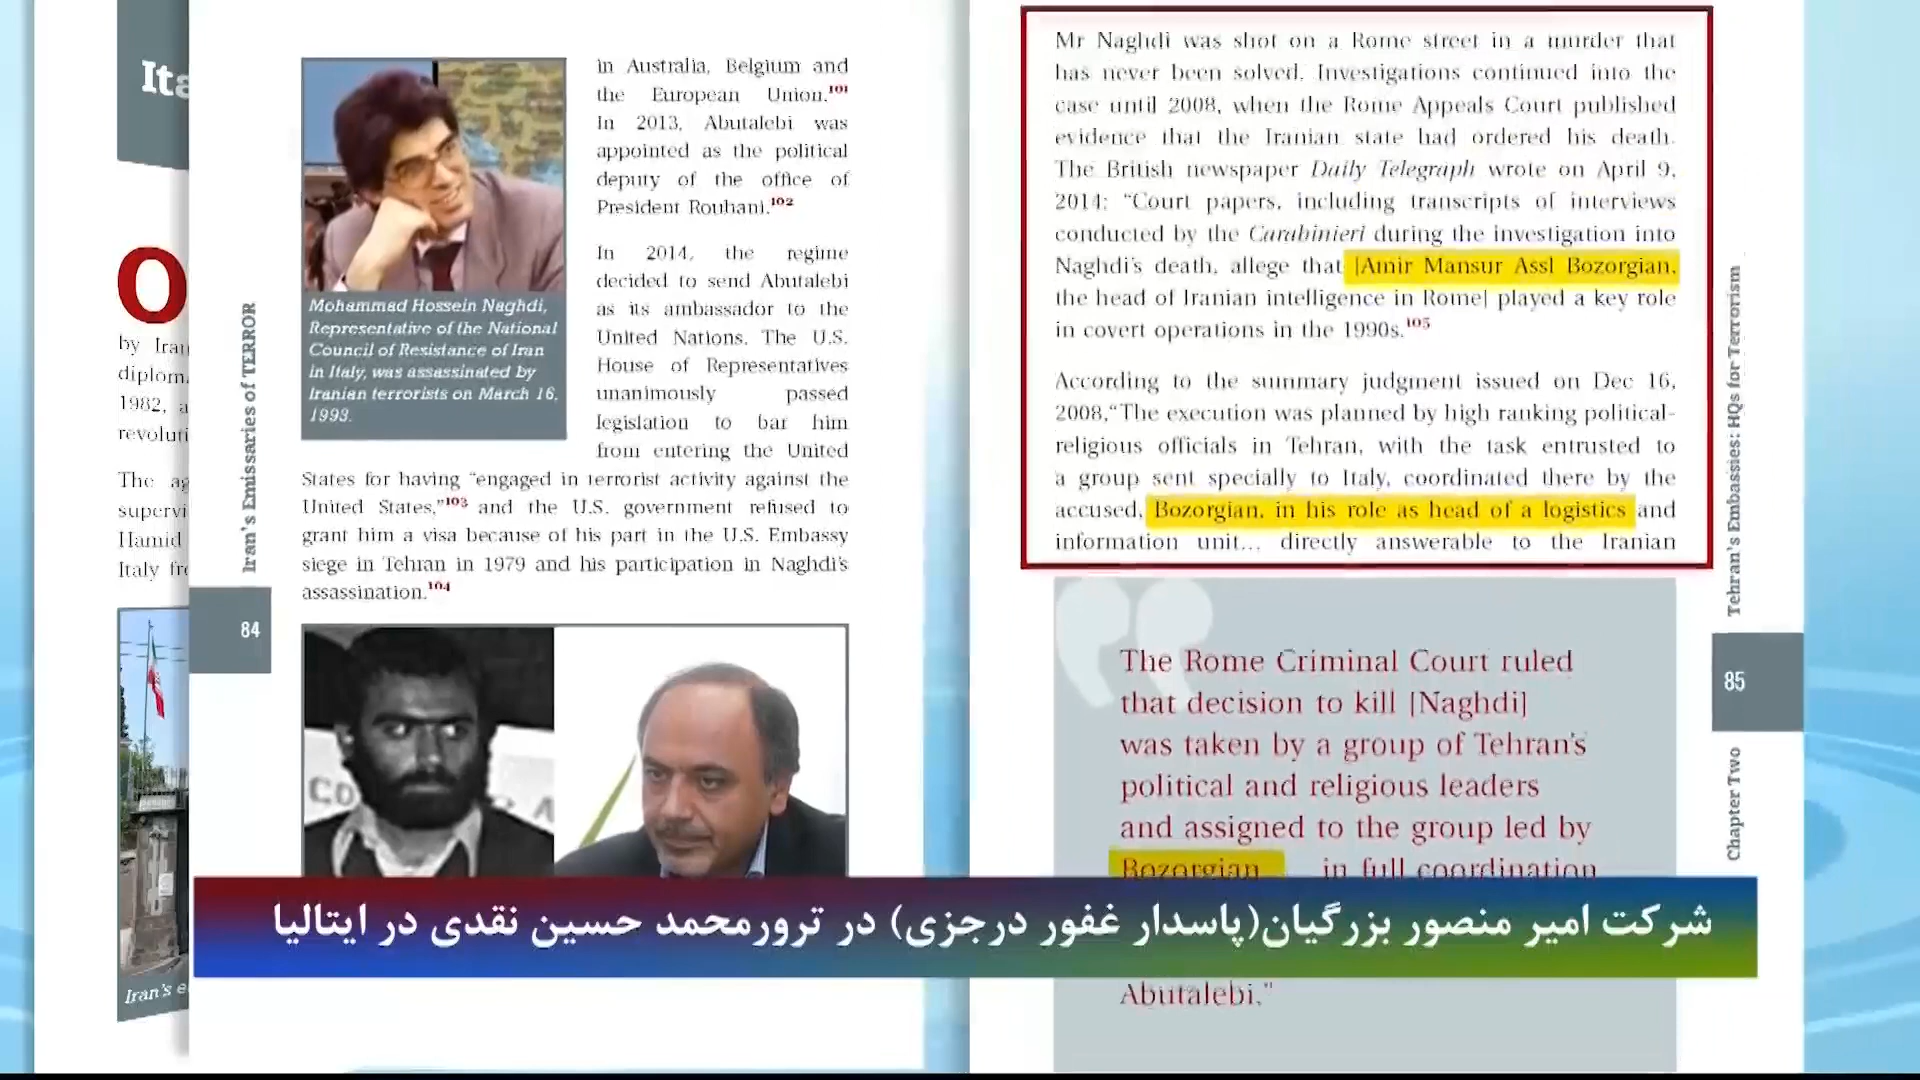 Ita
O
by Iran
diplom
1982, a
revoluti
The ag
supervi
Hamid
Italy fr
Iran's e
Iran's Emissaries of TERROR
84
Mohammad Hossein Naghdi,
Representative of the National
Council of Resistance of Iran
in Italy, was assassinated by
Iranian terrorists on March 16,
1993.
in Australia, Belgium and
the European Union.101
In 2013, Abutalebi was
appointed as the political
deputy of the office of
President Rouhani.102
In 2014, the regime
decided to send Abutalebi
as its ambassador to the
United Nations. The U.S.
House of Representatives
unanimously passed
legislation to bar him
from entering the United
States for having "engaged in terrorist activity against the
United States,"103 and the U.S. government refused to
grant him a visa because of his part in the U.S. Embassy
siege in Tehran in 1979 and his participation in Naghdi's
assassination.104
Mr Naghdi was shot on a Rome street in a murder that
has never been solved. Investigations continued into the
case until 2008, when the Rome Appeals Court published
evidence that the Iranian state had ordered his death.
The British newspaper Daily Telegraph wrote on April 9,
2014: "Court papers, including transcripts of interviews
conducted by the Carabinieri during the investigation into
Naghdi's death, allege that [Amir Mansur Assl Bozorgian,
the head of Iranian intelligence in Rome] played a key role
in covert operations in the 1990s.105
According to the summary judgment issued on Dec 16,
2008,"The execution was planned by high ranking political-
religious officials in Tehran, with the task entrusted to
a group sent specially to Italy, coordinated there by the
accused, Bozorgian, in his role as head of a logistics and
information unit... directly answerable to the Iranian
The Rome Criminal Court ruled
that decision to kill [Naghdi]
was taken by a group of Tehran's
political and religious leaders
and assigned to the group led by
Bozorgian in full coordination
Abutalebi."
Tehran's Embassies: HQs for Terrorism
85
Chapter Two
شرکت امیر منصور بزرگیان(پاسدار غفور درجزی) در ترورمحمد حسین نقدی در ایتالیا